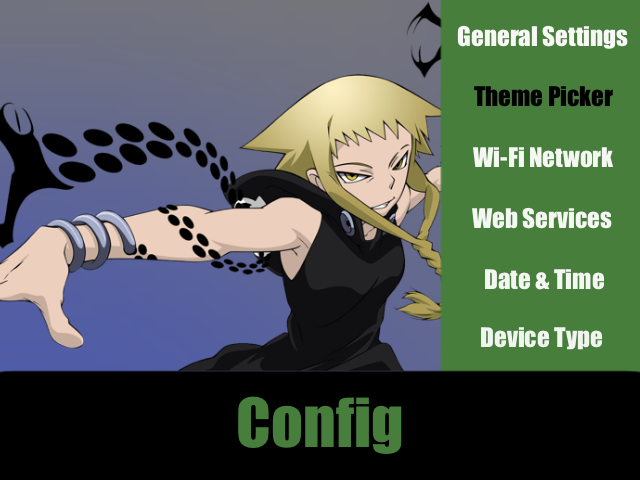 General Settings
Theme Picker
Wi-Fi Network
Web Services
Date & Time
Device Type
Config